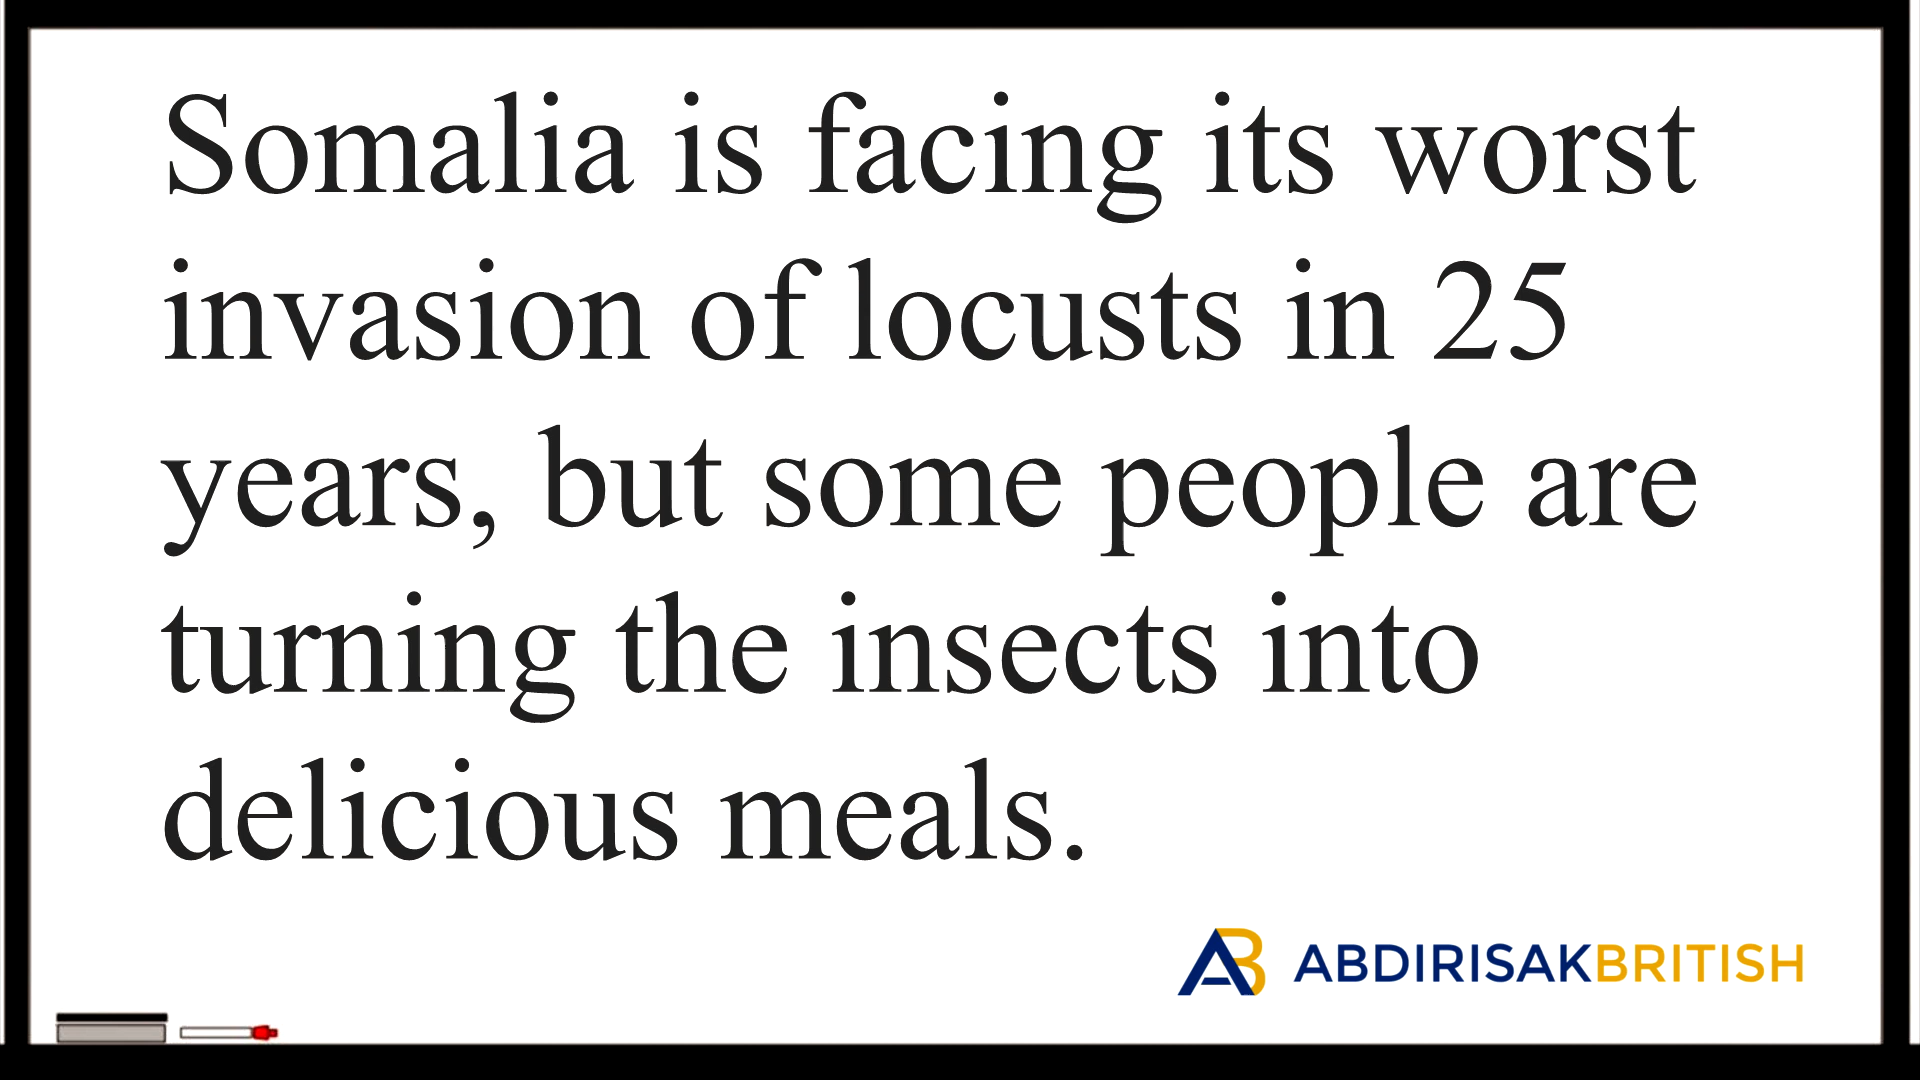 Somalia is facing its worst
invasion of locusts in 25
years, but some people are
turning the insects into
delicious meals.
AB ABDIRISAKBRITISH